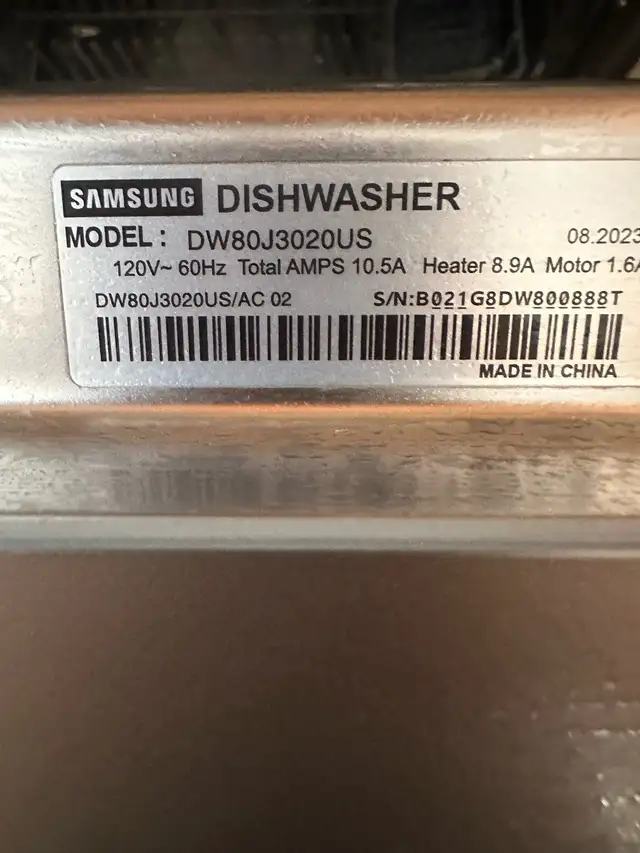 SAMSUNG DISHWASHER
MODEL : DW80J3020US 08.2023
120V~ 60Hz Total AMPS 10.5A Heater 8.9A Motor 1.6A
DW80J3020US/AC 02 S/N:B021G8DW800888T
MADE IN CHINA